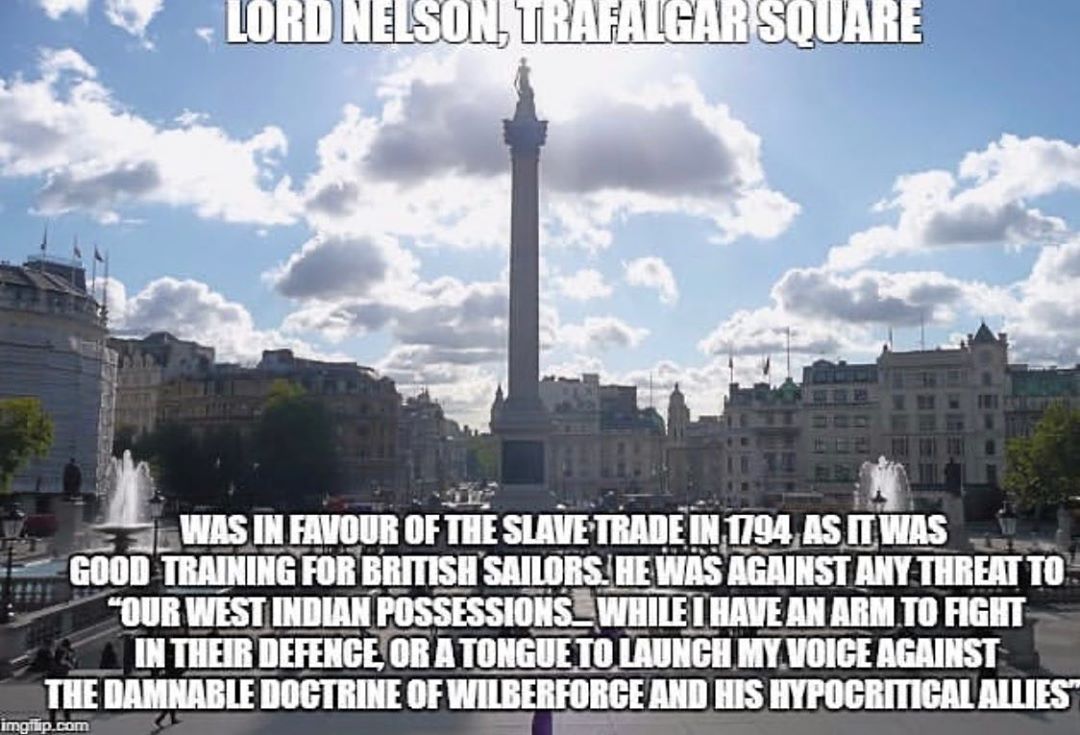 LORD NELSON, TRAFALGAR SQUARE
WAS IN FAVOUR OF THE SLAVE TRADE IN 1794 AS IT WAS
GOOD TRAINING FOR BRITISH SAILORS. HE WAS AGAINST ANY THREAT TO
“OUR WEST INDIAN POSSESSIONS... WHILE I HAVE AN ARM TO FIGHT
IN THEIR DEFENCE, OR A TONGUE TO LAUNCH MY VOICE AGAINST
THE DAMNABLE DOCTRINE OF WILBERFORCE AND HIS HYPOCRITICAL ALLIES”
imgflip.com